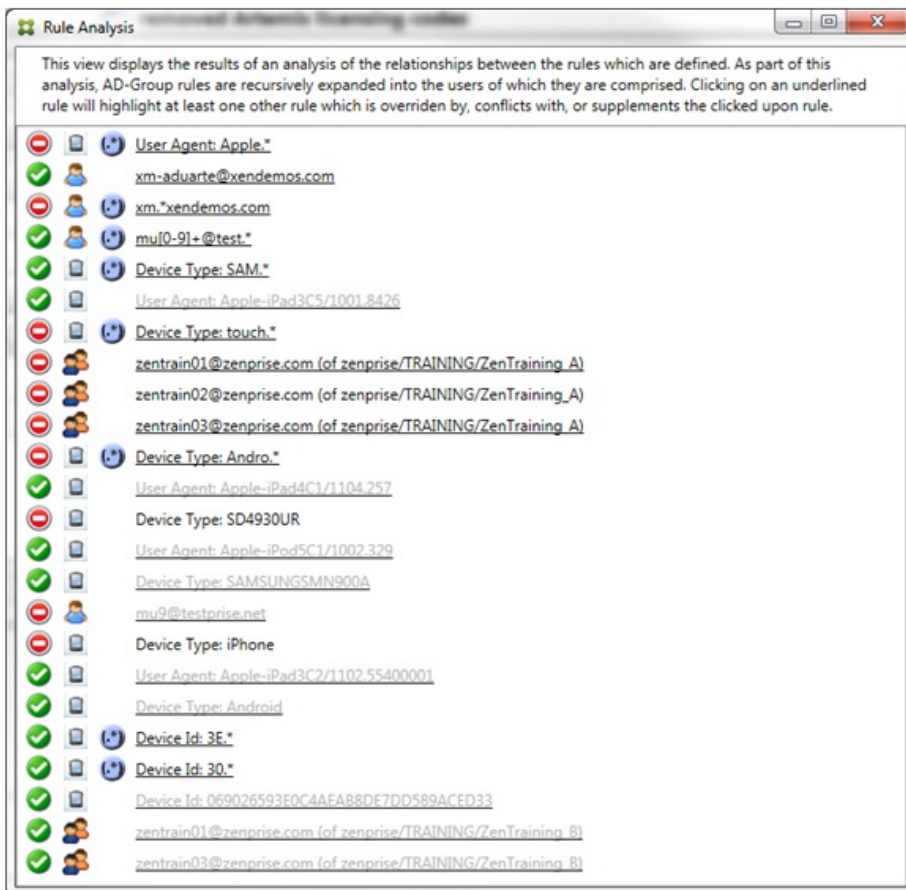 removed Artemis licensing codes
Rule Analysis
This view displays the results of an analysis of the relationships between the rules which are defined. As part of this
analysis, AD-Group rules are recursively expanded into the users of which they are comprised. Clicking on an underlined
rule will highlight at least one other rule which is overriden by, conflicts with, or supplements the clicked upon rule.
(.*) User Agent: Apple.*
xm-aduarte@xendemos.com
(.*) xm.*xendemos.com
(.*) mu[0-9]+@test.*
(.*) Device Type: SAM.*
User Agent: Apple-iPad3C5/1001.8426
(.*) Device Type: touch.*
zentrain01@zenprise.com (of zenprise/TRAINING/ZenTraining_A)
zentrain02@zenprise.com (of zenprise/TRAINING/ZenTraining_A)
zentrain03@zenprise.com (of zenprise/TRAINING/ZenTraining_A)
(.*) Device Type: Andro.*
User Agent: Apple-iPad4C1/1104.257
Device Type: SD4930UR
User Agent: Apple-iPod5C1/1002.329
Device Type: SAMSUNGSMN900A
mu9@testprise.net
Device Type: iPhone
User Agent: Apple-iPad3C2/1102.55400001
Device Type: Android
(.*) Device Id: 3E.*
(.*) Device Id: 30.*
Device Id: 069026593E0C4AEAB8DE7DD589ACED33
zentrain01@zenprise.com (of zenprise/TRAINING/ZenTraining_B)
zentrain03@zenprise.com (of zenprise/TRAINING/ZenTraining_B)